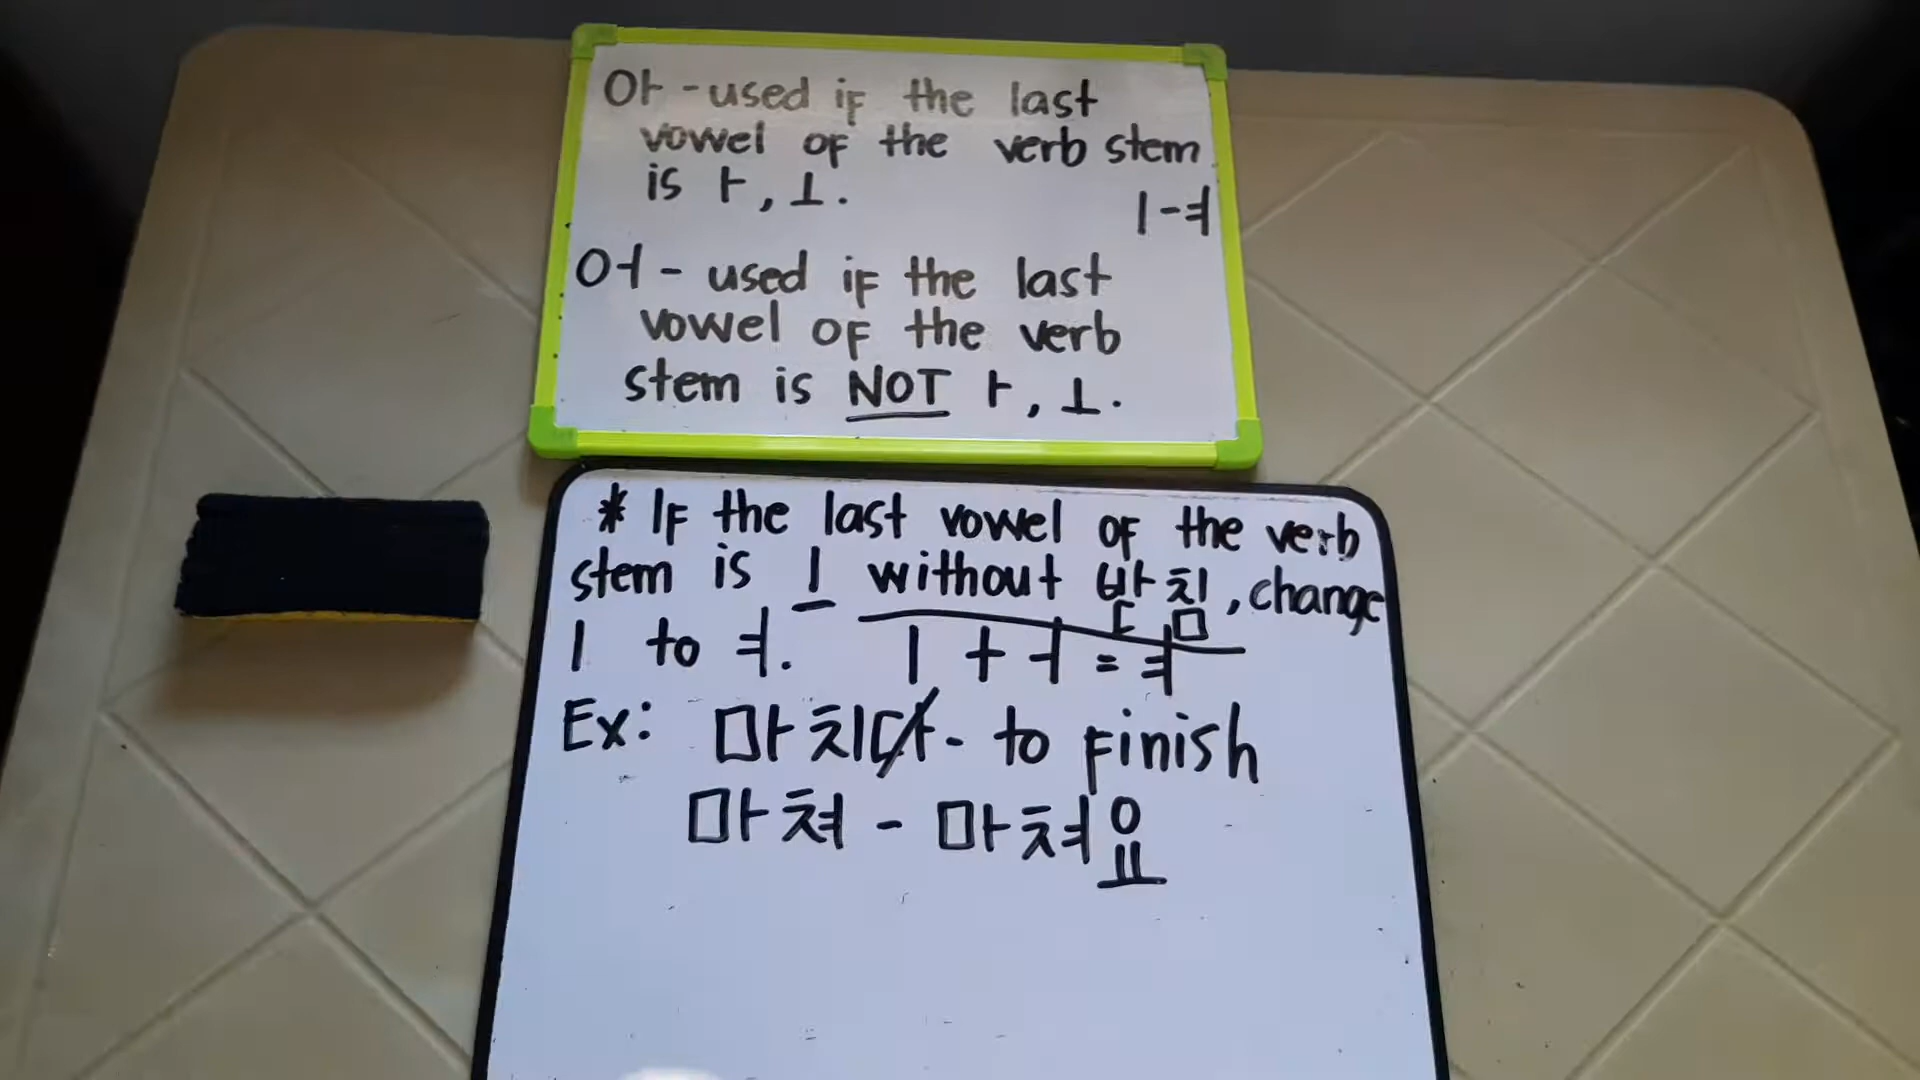 아 - used if the last
vowel of the verb stem
is ㅏ, ㅗ.
ㅣ-ㅕ
어 - used if the last
vowel of the verb
stem is NOT ㅏ, ㅗ.
* If the last vowel of the verb
stem is ㅣ without 받침, change
ㅣ to ㅕ. ㅣ + ㅓ = ㅕ
Ex: 마치다 - to finish
마쳐 - 마쳐요